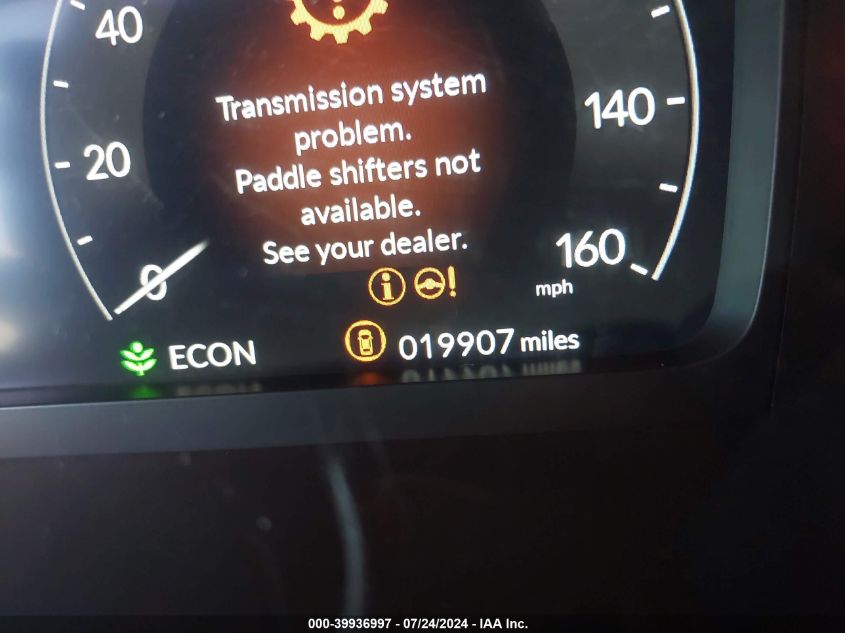 40
Transmission system
problem.
140
20
Paddle shifters not
available.
See your dealer.
160
0
mph
ECON
019907 miles
000-39936997 - 07/24/2024 - IAA Inc.